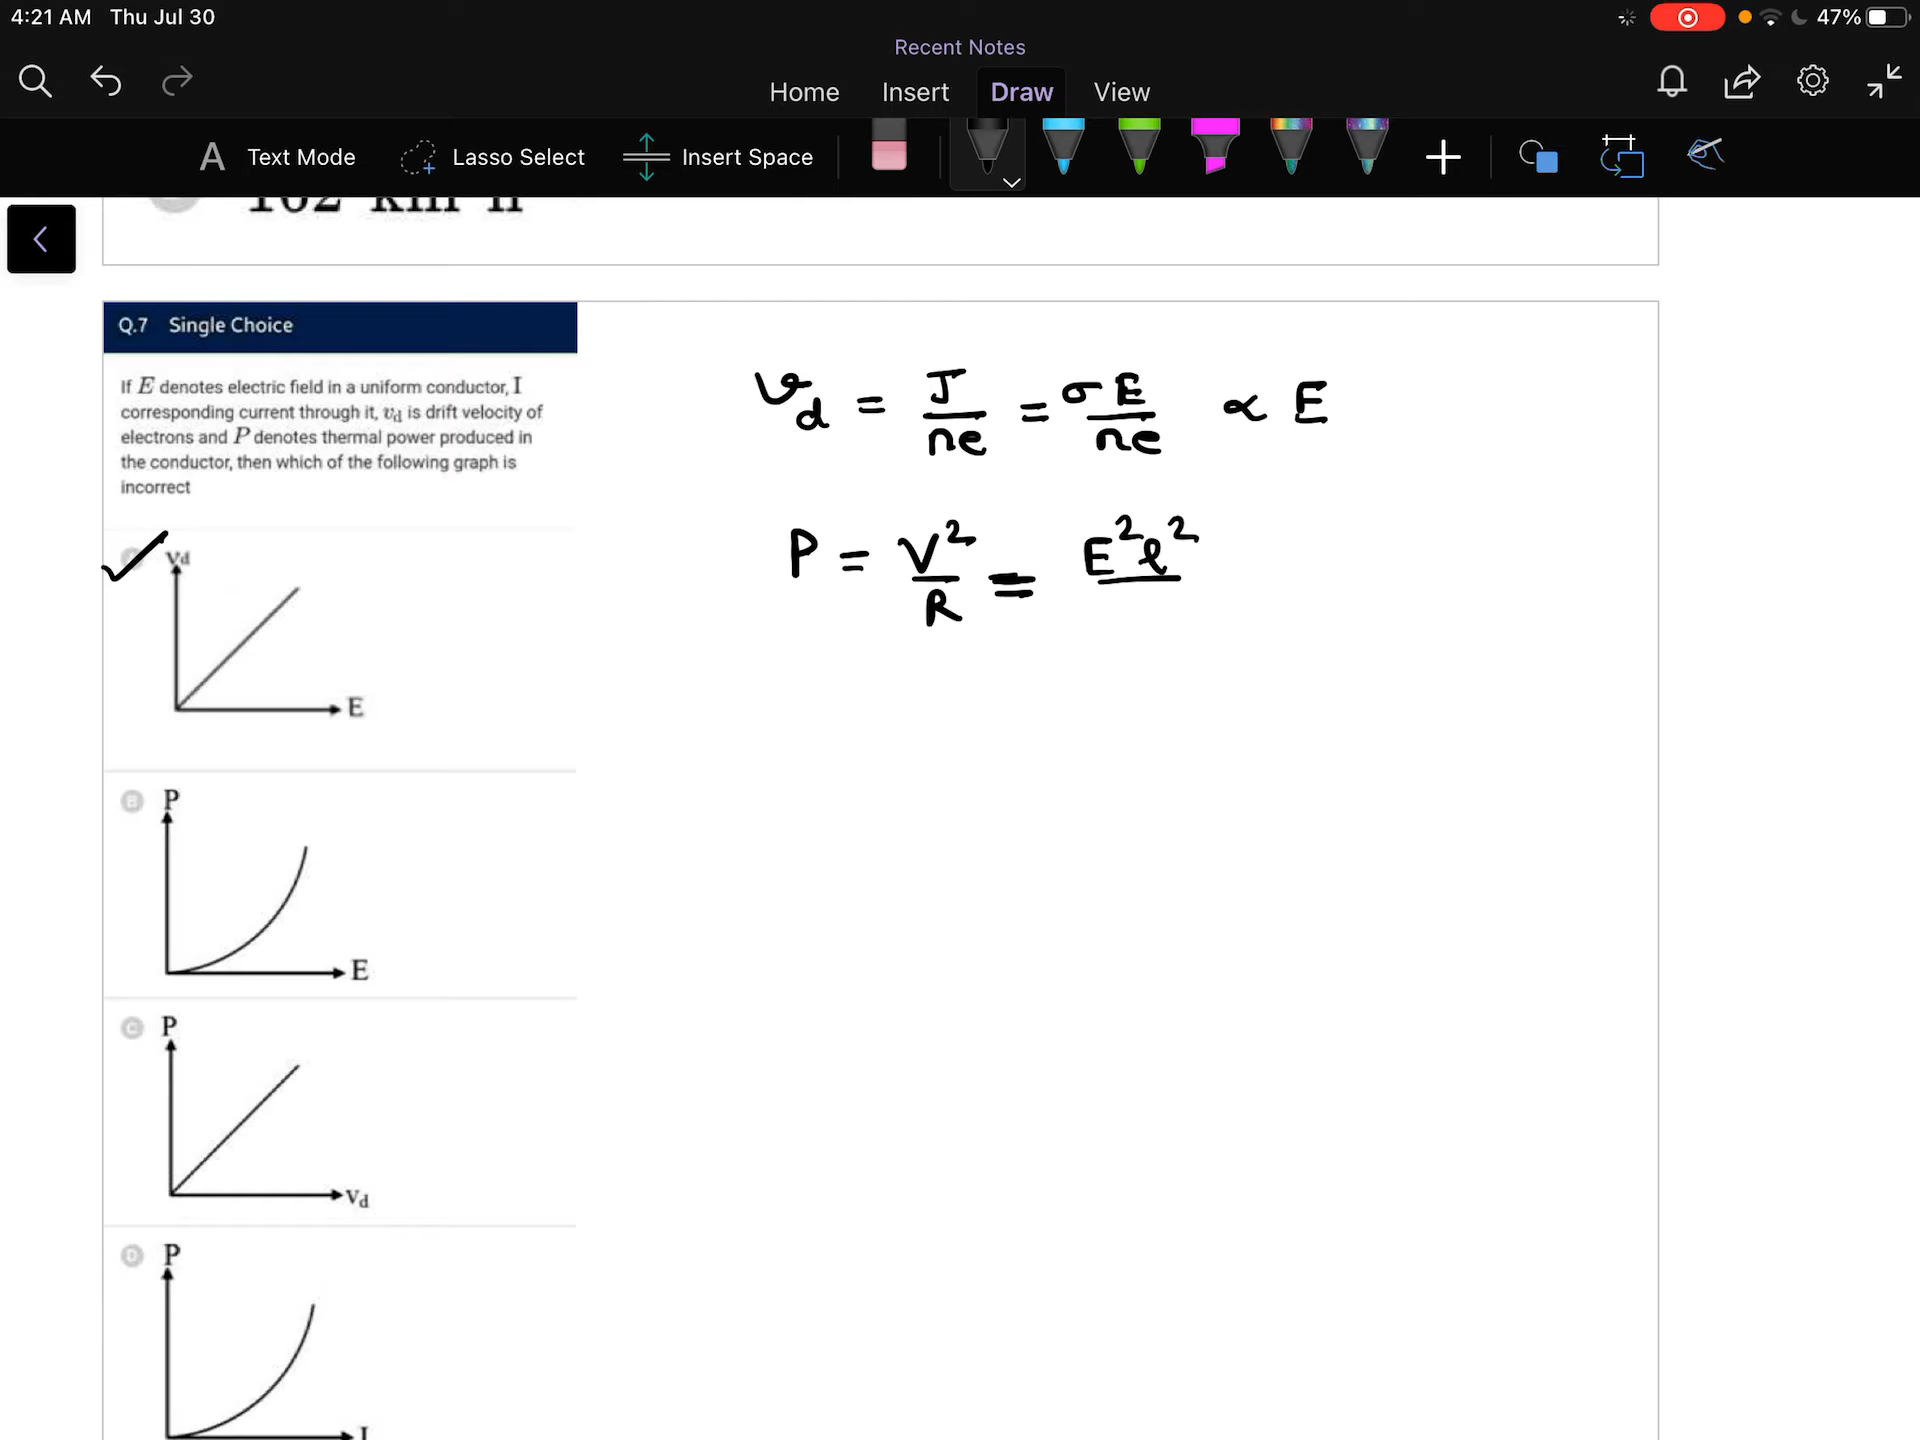 4:21 AM Thu Jul 30
47%
Recent Notes
Home Insert Draw View
Text Mode Lasso Select Insert Space
Q.7 Single Choice
If E denotes electric field in a uniform conductor, I
corresponding current through it, vd is drift velocity of
electrons and P denotes thermal power produced in
the conductor, then which of the following graph is
incorrect
Vd
E
B P
E
C P
Vd
D P
I
v_d = J/ne = σE/ne ∝ E
P = V²/R = E²ℓ²